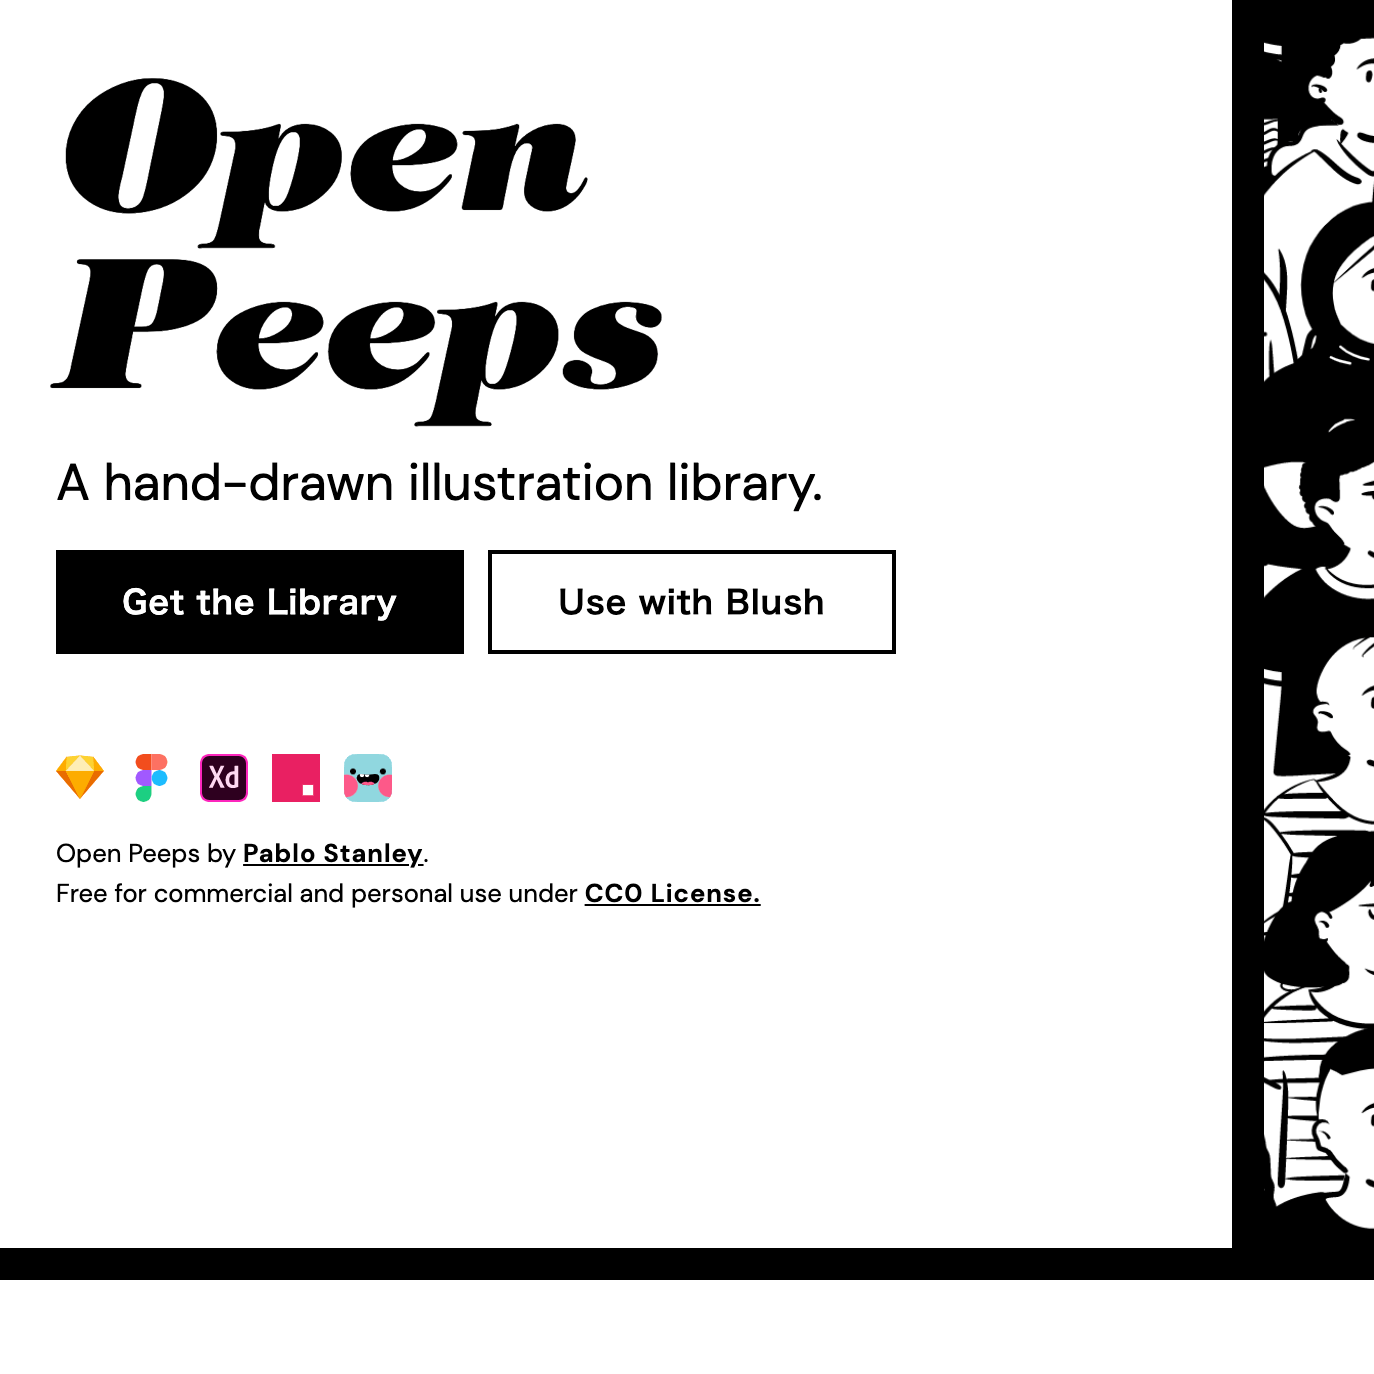 Open
Peeps
A hand-drawn illustration library.
Get the Library
Use with Blush
Xd
Open Peeps by Pablo Stanley.
Free for commercial and personal use under CC0 License.